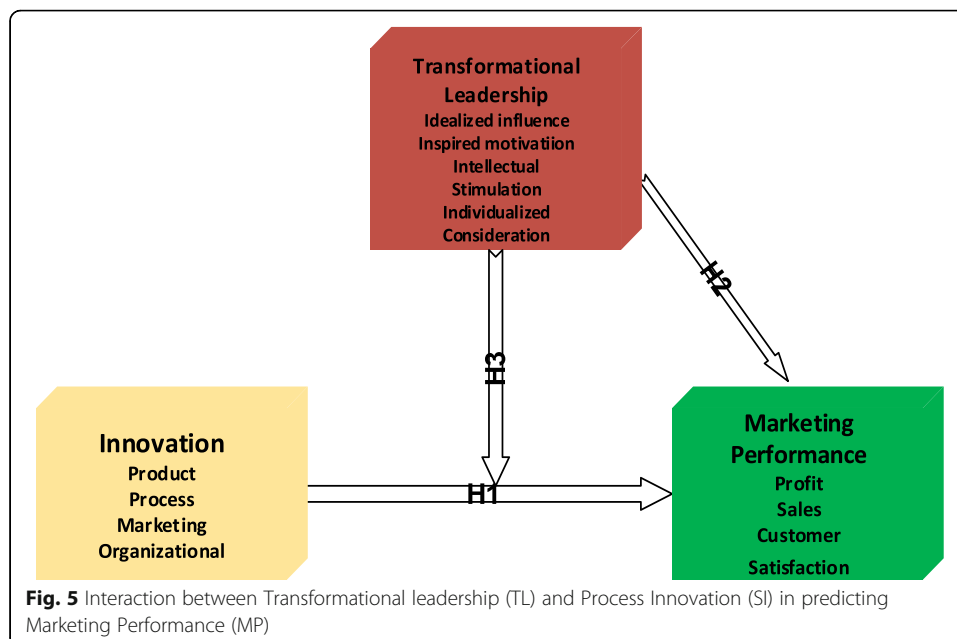 Transformational
Leadership
Idealized influence
Inspired motivatiion
Intellectual
Stimulation
Individualized
Consideration
H2
H3
Innovation
Product
Process
Marketing
Organizational
H1
Marketing
Performance
Profit
Sales
Customer
Satisfaction
Fig. 5 Interaction between Transformational leadership (TL) and Process Innovation (SI) in predicting
Marketing Performance (MP)